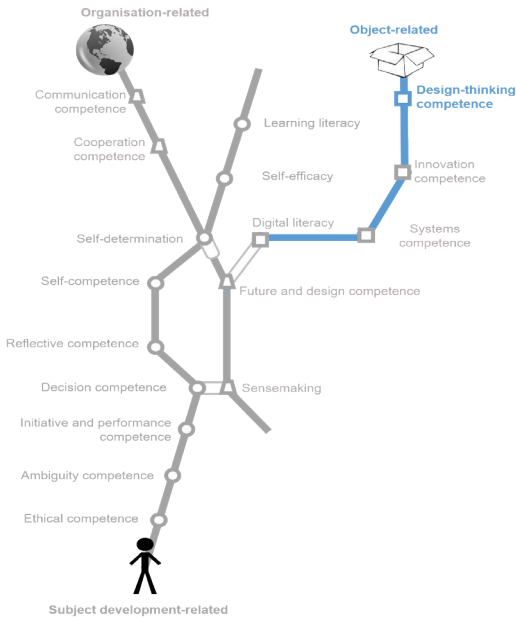 Organisation-related
Object-related
Communication
competence
Design-thinking
competence
Learning literacy
Cooperation
competence
Innovation
competence
Self-efficacy
Digital literacy
Self-determination
Systems
competence
Self-competence
Future and design competence
Reflective competence
Decision competence
Sensemaking
Initiative and performance
competence
Ambiguity competence
Ethical competence
Subject development-related